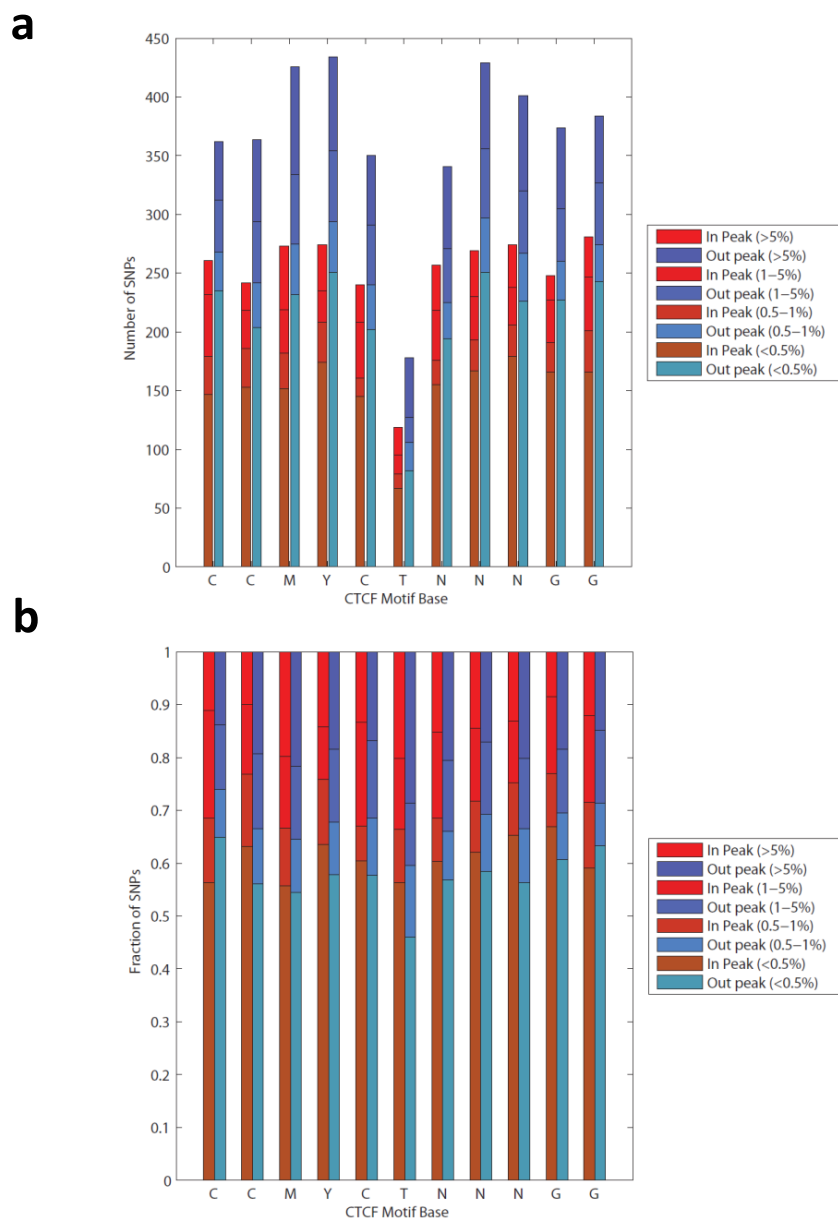 a
450
400
350
300
250
200
150
100
50
0
Number of SNPs
C C M Y C T N N N G G
CTCF Motif Base
In Peak (>5%)
Out peak (>5%)
In Peak (1–5%)
Out peak (1–5%)
In Peak (0.5–1%)
Out peak (0.5–1%)
In Peak (<0.5%)
Out peak (<0.5%)
b
1
0.9
0.8
0.7
0.6
0.5
0.4
0.3
0.2
0.1
0
Fraction of SNPs
C C M Y C T N N N G G
CTCF Motif Base
In Peak (>5%)
Out peak (>5%)
In Peak (1–5%)
Out peak (1–5%)
In Peak (0.5–1%)
Out peak (0.5–1%)
In Peak (<0.5%)
Out peak (<0.5%)